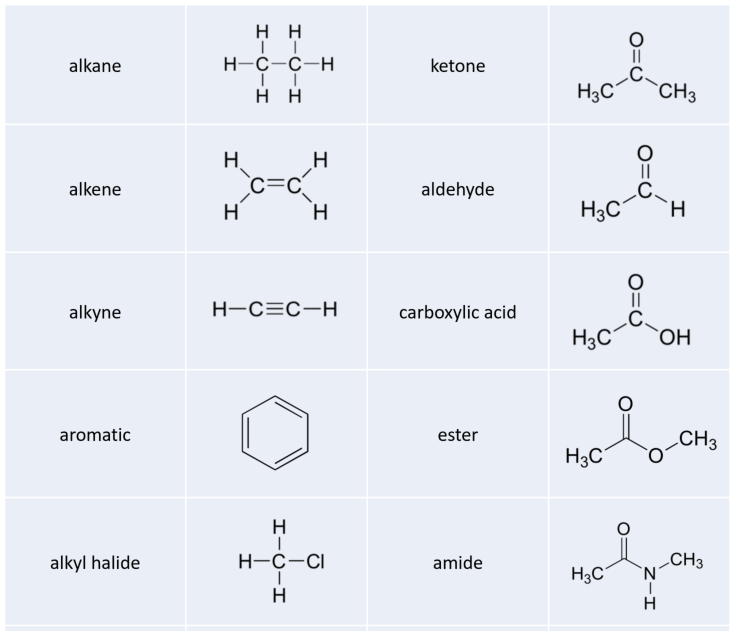 alkane
H H
H–C–C–H
H H
ketone
O
C
H₃C CH₃
alkene
H H
C=C
H H
aldehyde
O
C
H₃C H
alkyne
H–C≡C–H
carboxylic acid
O
C
H₃C OH
aromatic
ester
O
CH₃
H₃C O
alkyl halide
H
H–C–Cl
H
amide
O
CH₃
H₃C N
H